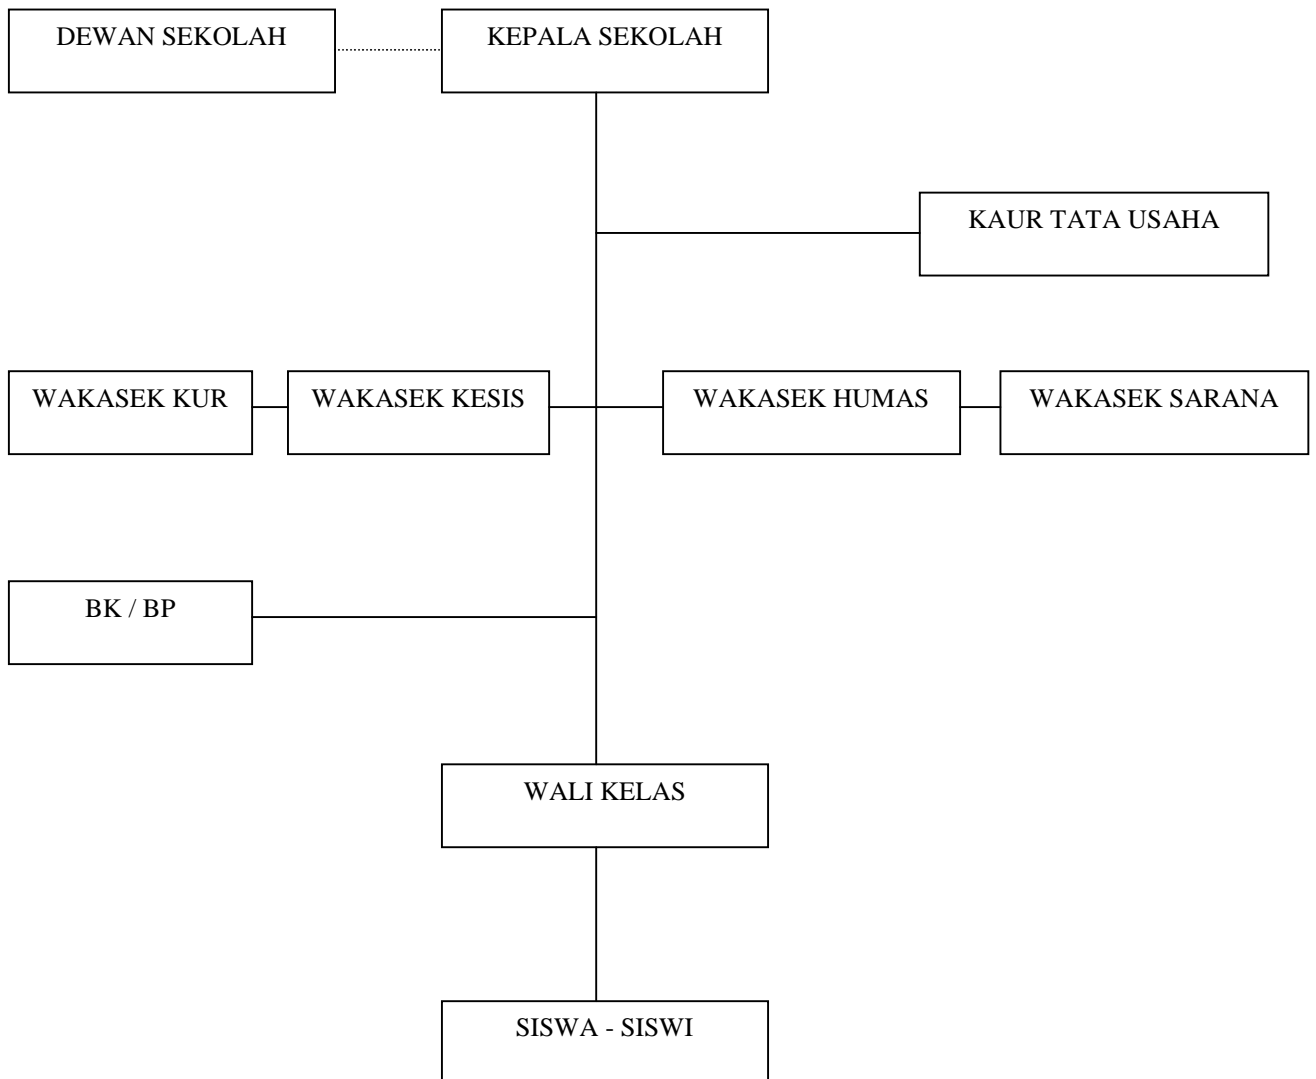 DEWAN SEKOLAH
KEPALA SEKOLAH
KAUR TATA USAHA
WAKASEK KUR
WAKASEK KESIS
WAKASEK HUMAS
WAKASEK SARANA
BK / BP
WALI KELAS
SISWA - SISWI